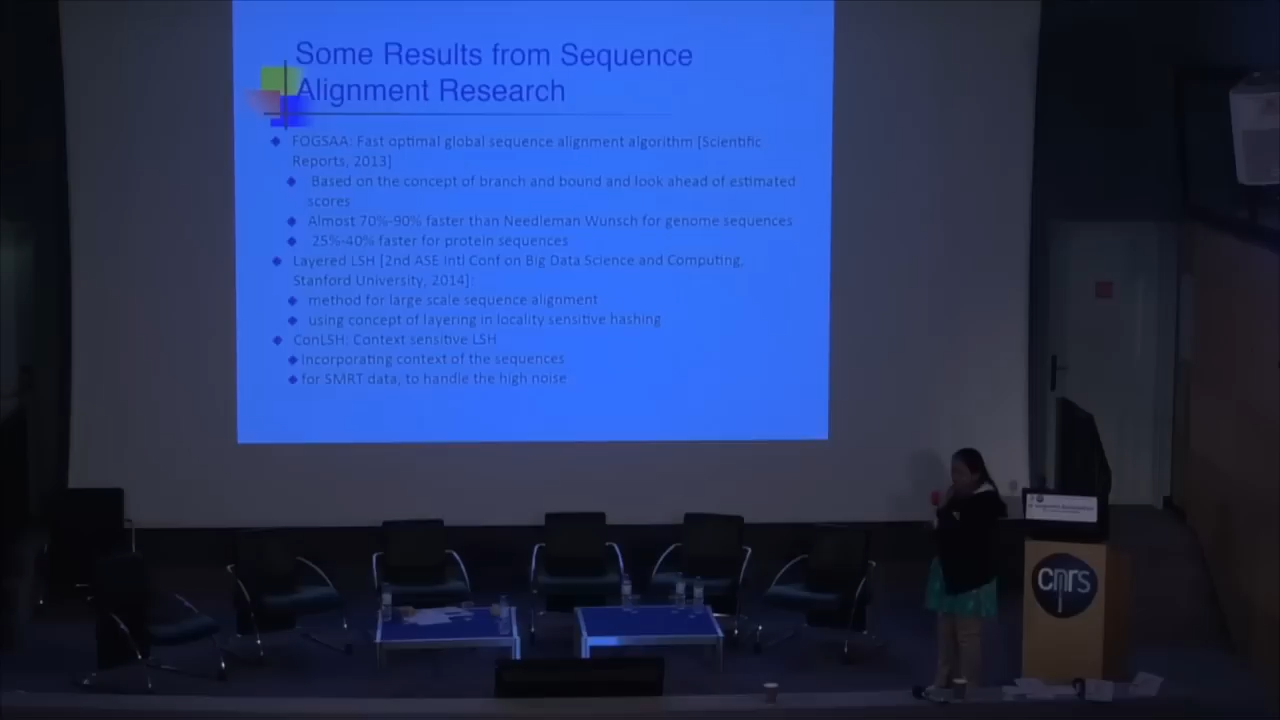 Some Results from Sequence
Alignment Research
FOGSAA: Fast optimal global sequence alignment algorithm [Scientific
Reports, 2013]
Based on the concept of branch and bound and look ahead of estimated
scores
Almost 70%-90% faster than Needleman Wunsch for genome sequences
25%-40% faster for protein sequences
Layered LSH [2nd ASE Intl Conf on Big Data Science and Computing,
Stanford University, 2014]:
method for large scale sequence alignment
using concept of layering in locality sensitive hashing
ConLSH: Context sensitive LSH
incorporating context of the sequences
for SMRT data, to handle the high noise
cnrs